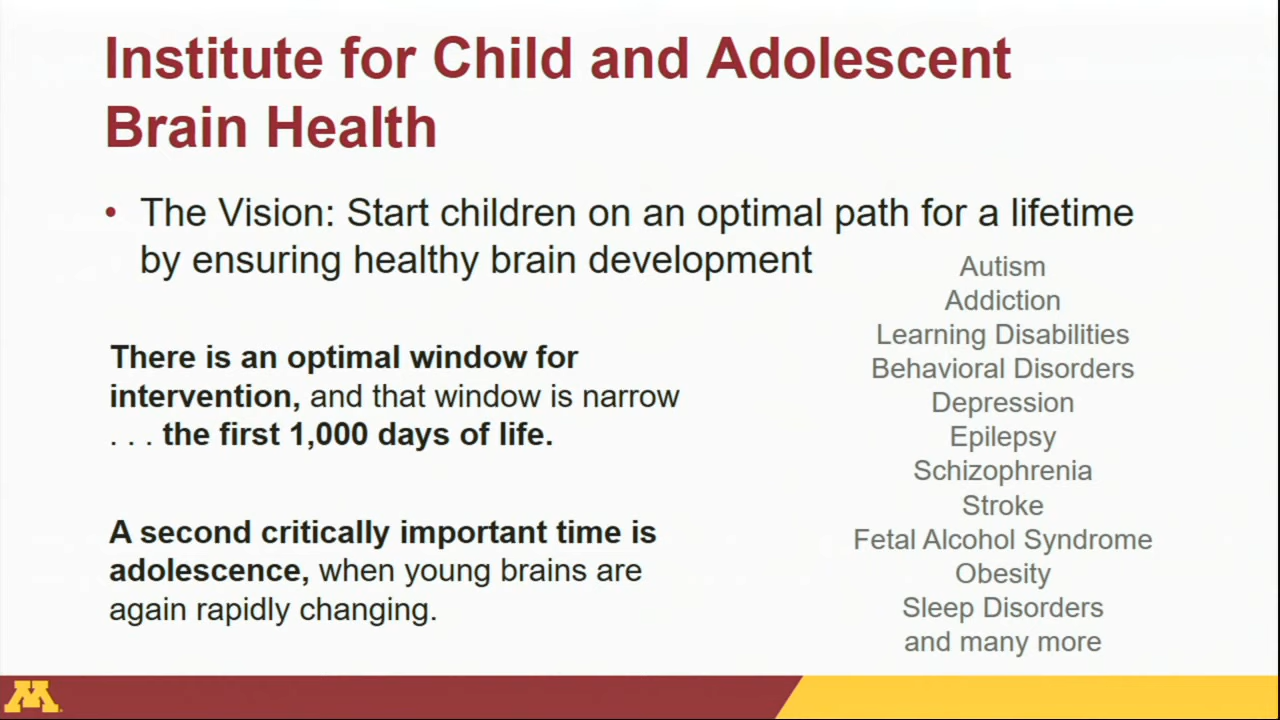 Institute for Child and Adolescent
Brain Health
• The Vision: Start children on an optimal path for a lifetime
by ensuring healthy brain development
There is an optimal window for
intervention, and that window is narrow
. . . the first 1,000 days of life.
A second critically important time is
adolescence, when young brains are
again rapidly changing.
Autism
Addiction
Learning Disabilities
Behavioral Disorders
Depression
Epilepsy
Schizophrenia
Stroke
Fetal Alcohol Syndrome
Obesity
Sleep Disorders
and many more
M